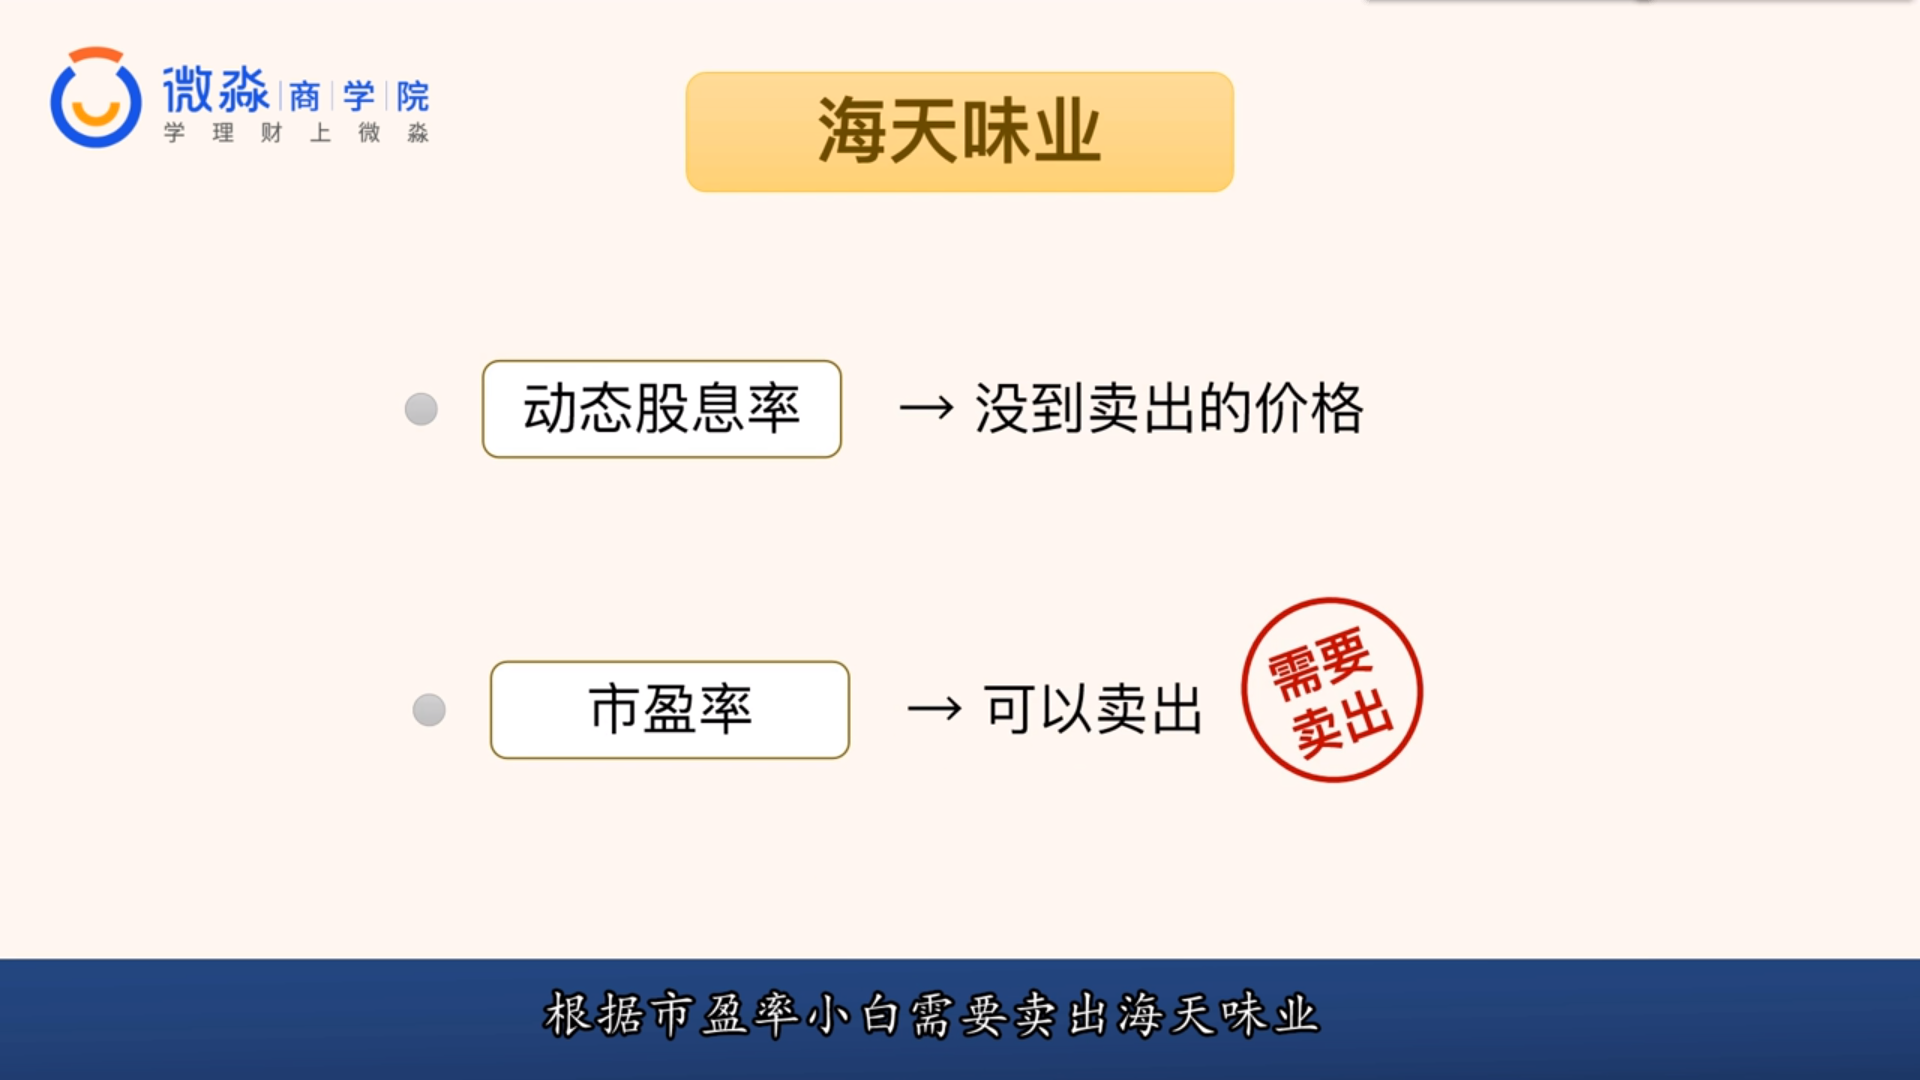 微淼商学院
学理财上微淼
海天味业
动态股息率 → 没到卖出的价格
市盈率 → 可以卖出
需要
卖出
根据市盈率小白需要卖出海天味业